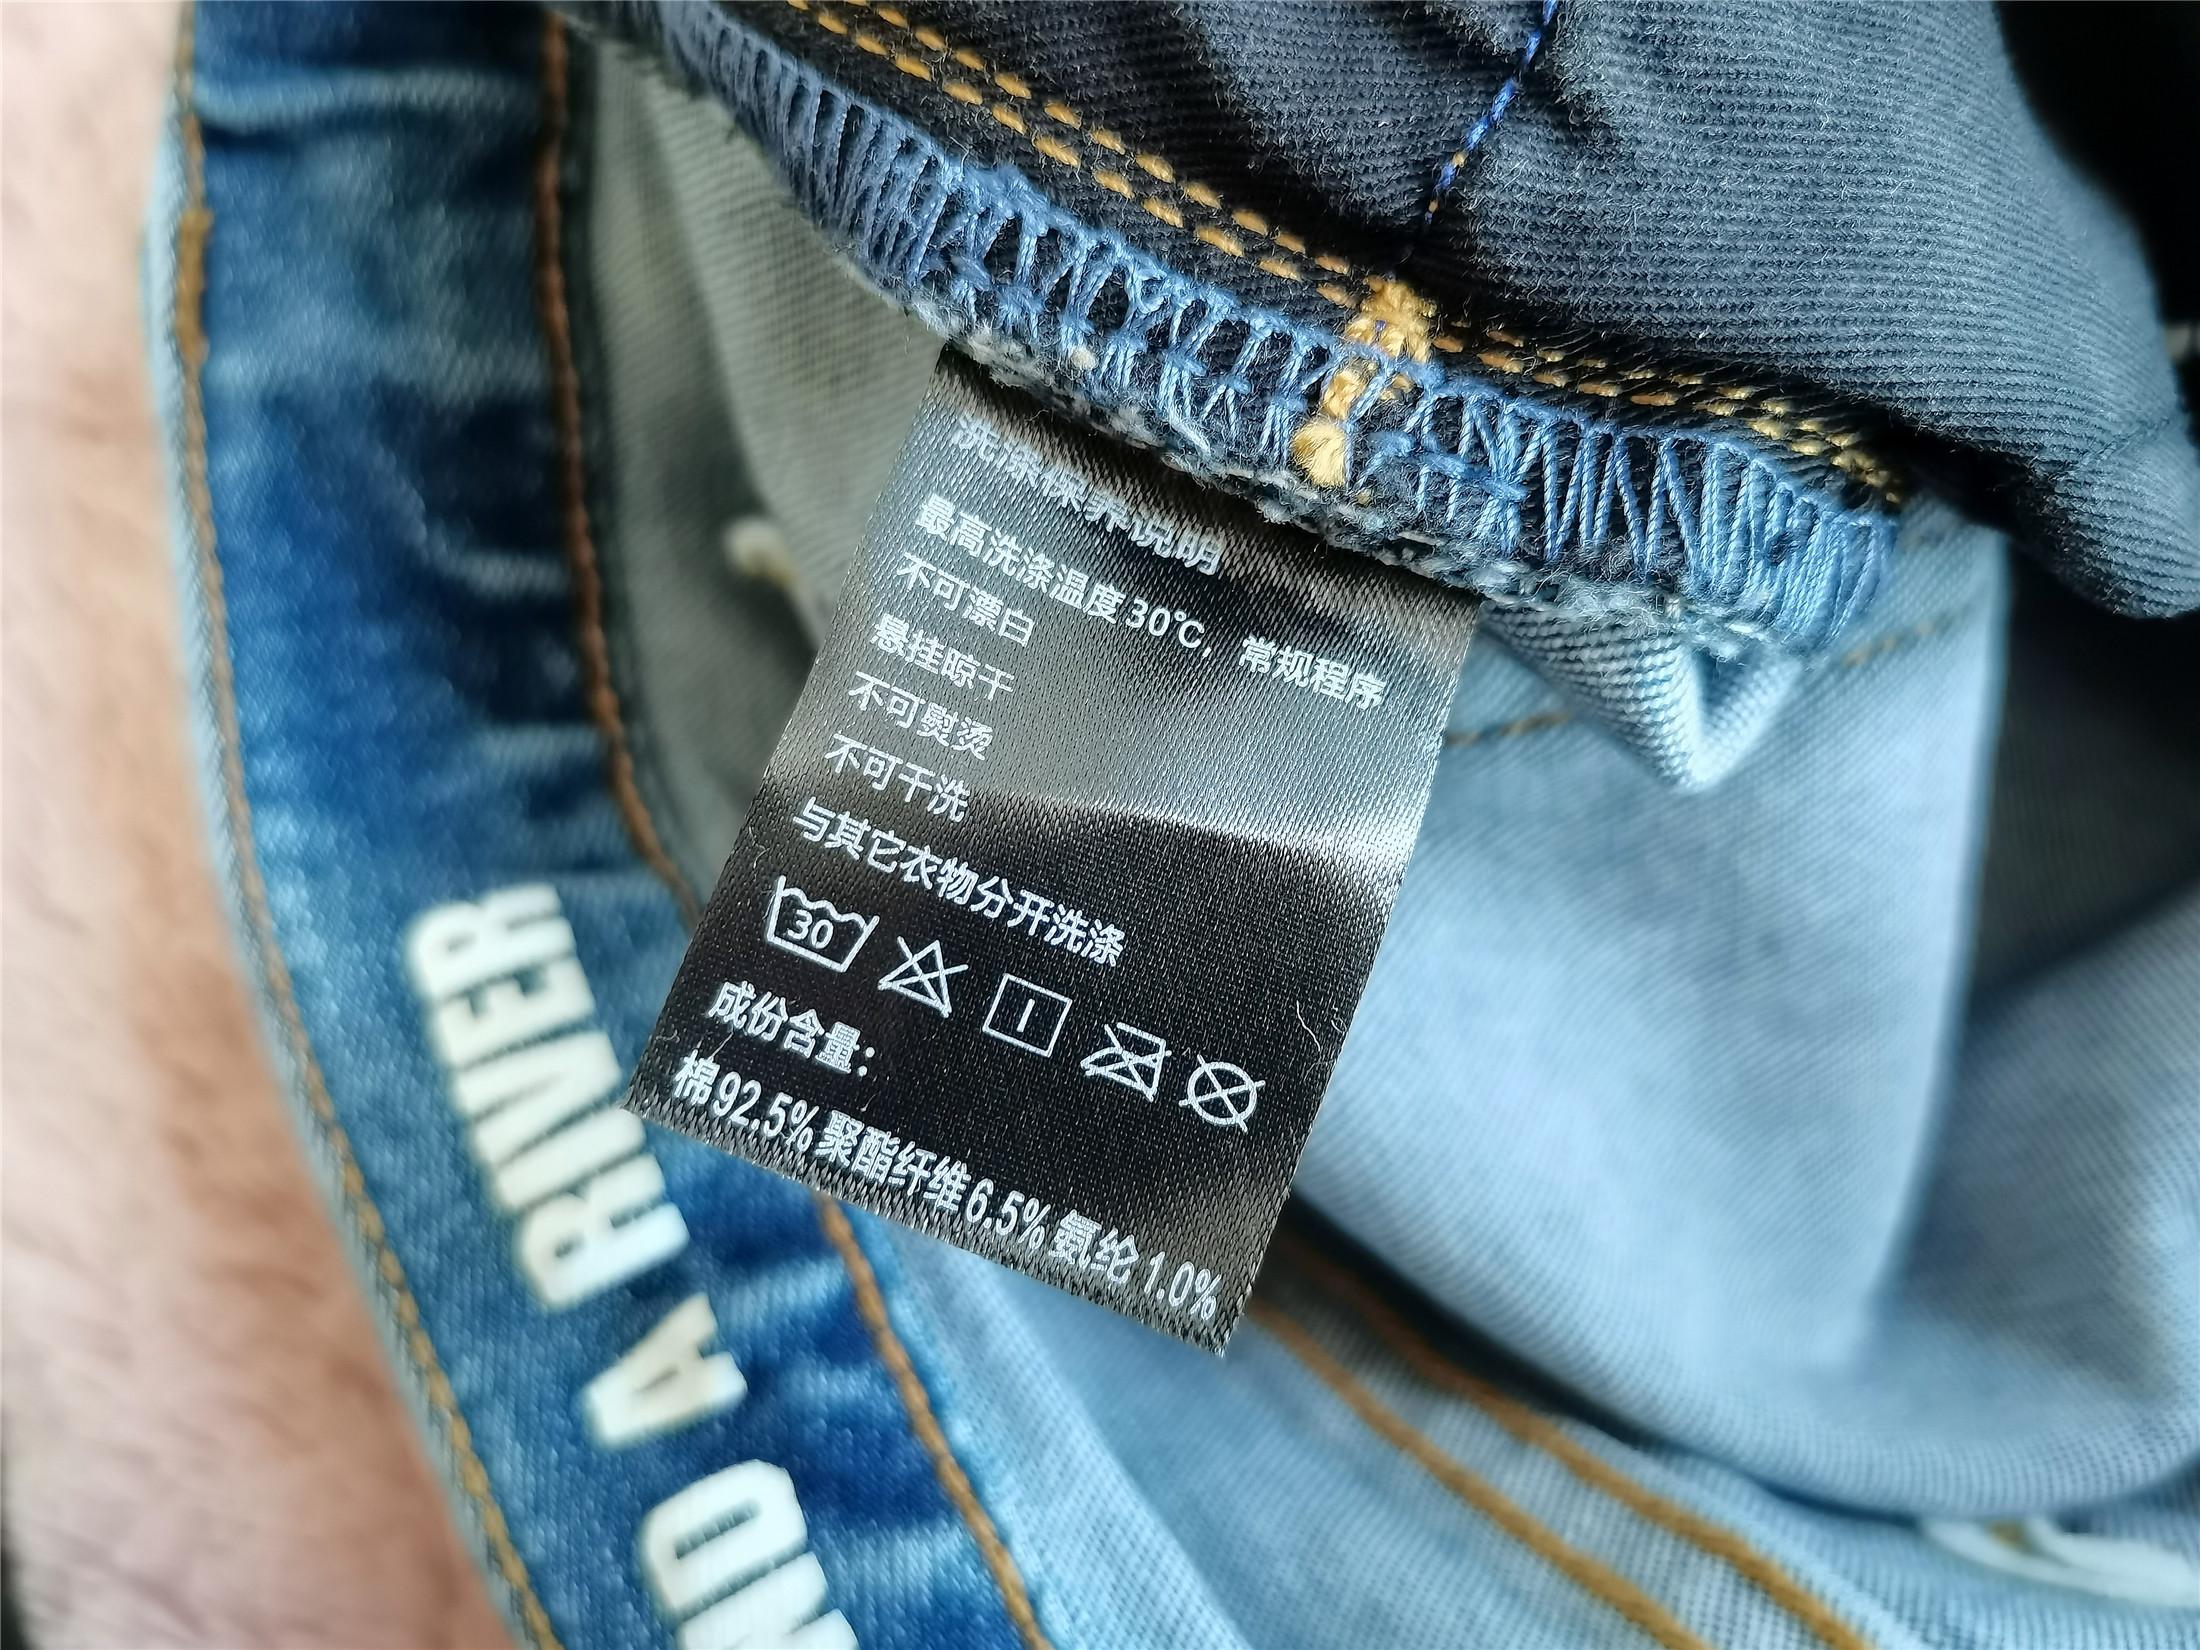 洗涤保养说明
最高洗涤温度30℃，常规程序
不可漂白
悬挂晾干
不可熨烫
不可干洗
与其它衣物分开洗涤
30
成份含量：
棉92.5% 聚酯纤维6.5% 氨纶1.0%
A RIVER